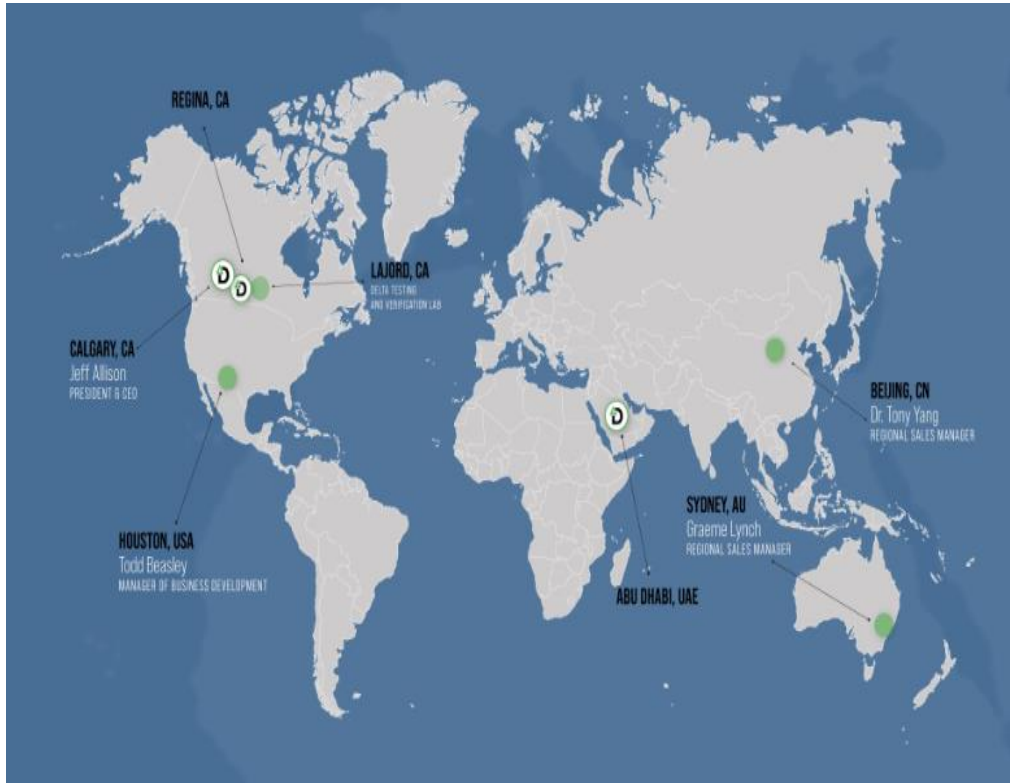 REGINA, CA
LAJORD, CA
DELTA TESTING
AND VERIFICATION LAB
CALGARY, CA
Jeff Allison
PRESIDENT & CEO
BEIJING, CN
Dr. Tony Yang
REGIONAL SALES MANAGER
SYDNEY, AU
Graeme Lynch
REGIONAL SALES MANAGER
HOUSTON, USA
Todd Beasley
MANAGER OF BUSINESS DEVELOPMENT
ABU DHABI, UAE
D
D
D